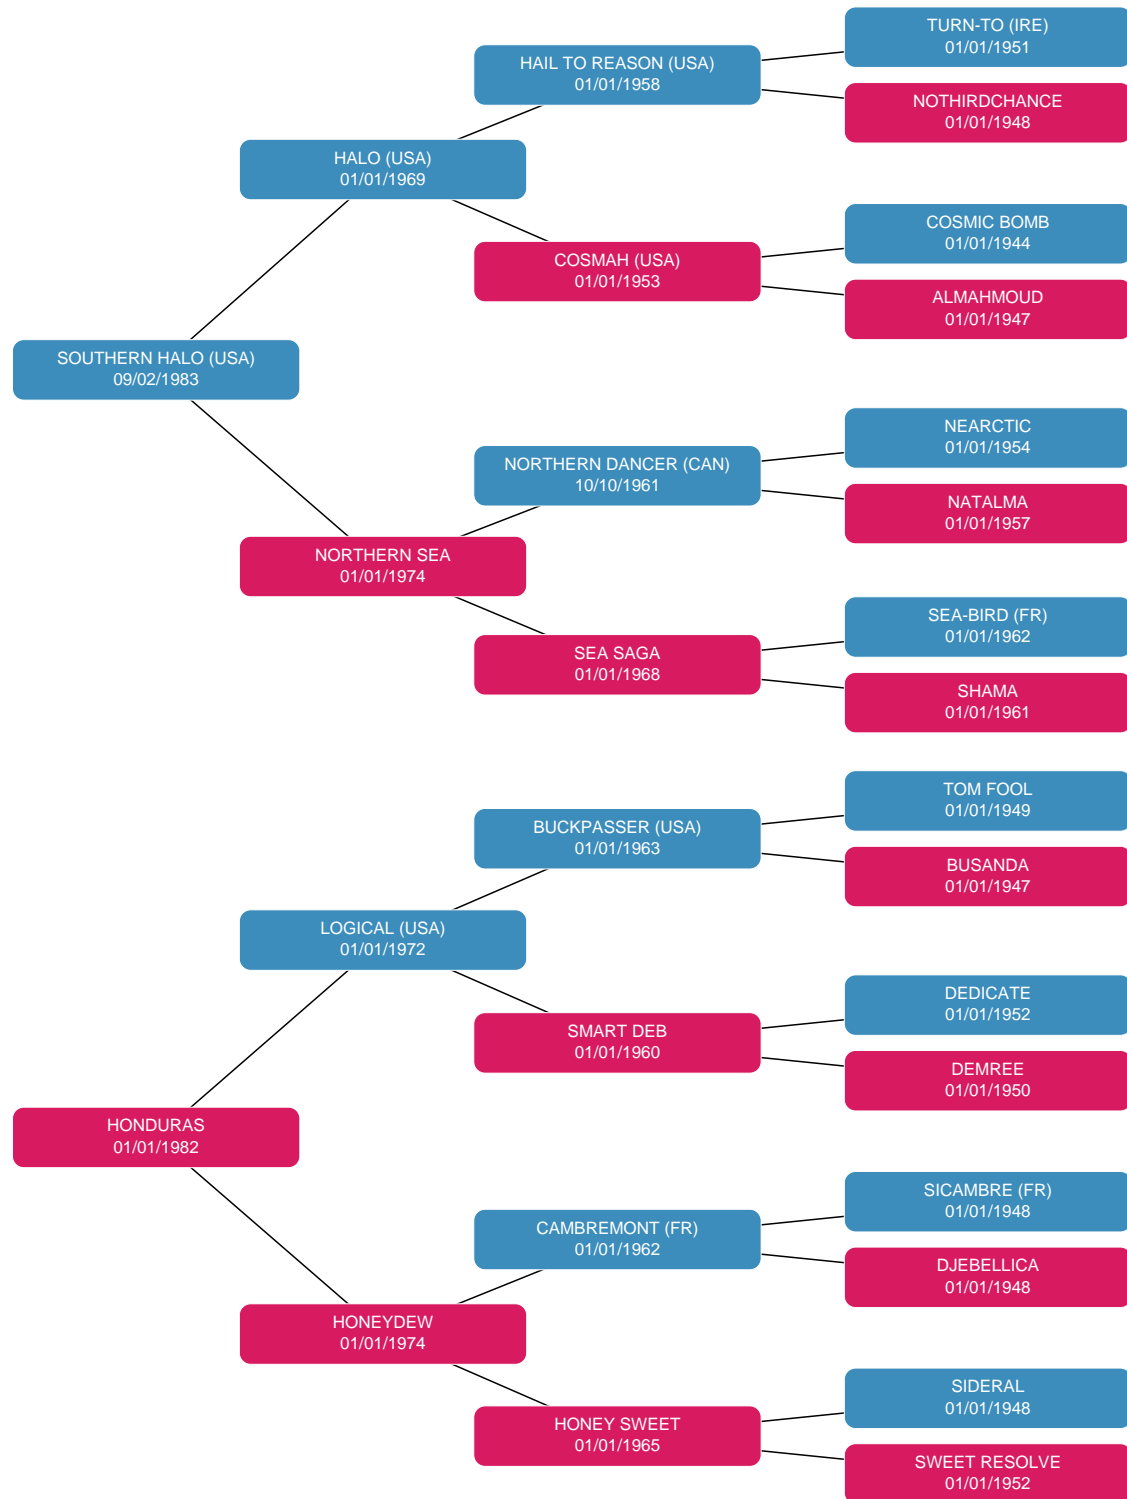 TURN-TO (IRE)
01/01/1951
HAIL TO REASON (USA)
01/01/1958
NOTHIRDCHANCE
01/01/1948
HALO (USA)
01/01/1969
COSMIC BOMB
01/01/1944
COSMAH (USA)
01/01/1953
ALMAHMOUD
01/01/1947
SOUTHERN HALO (USA)
09/02/1983
NEARCTIC
01/01/1954
NORTHERN DANCER (CAN)
10/10/1961
NATALMA
01/01/1957
NORTHERN SEA
01/01/1974
SEA-BIRD (FR)
01/01/1962
SEA SAGA
01/01/1968
SHAMA
01/01/1961
TOM FOOL
01/01/1949
BUCKPASSER (USA)
01/01/1963
BUSANDA
01/01/1947
LOGICAL (USA)
01/01/1972
DEDICATE
01/01/1952
SMART DEB
01/01/1960
DEMREE
01/01/1950
HONDURAS
01/01/1982
SICAMBRE (FR)
01/01/1948
CAMBREMONT (FR)
01/01/1962
DJEBELLICA
01/01/1948
HONEYDEW
01/01/1974
SIDERAL
01/01/1948
HONEY SWEET
01/01/1965
SWEET RESOLVE
01/01/1952